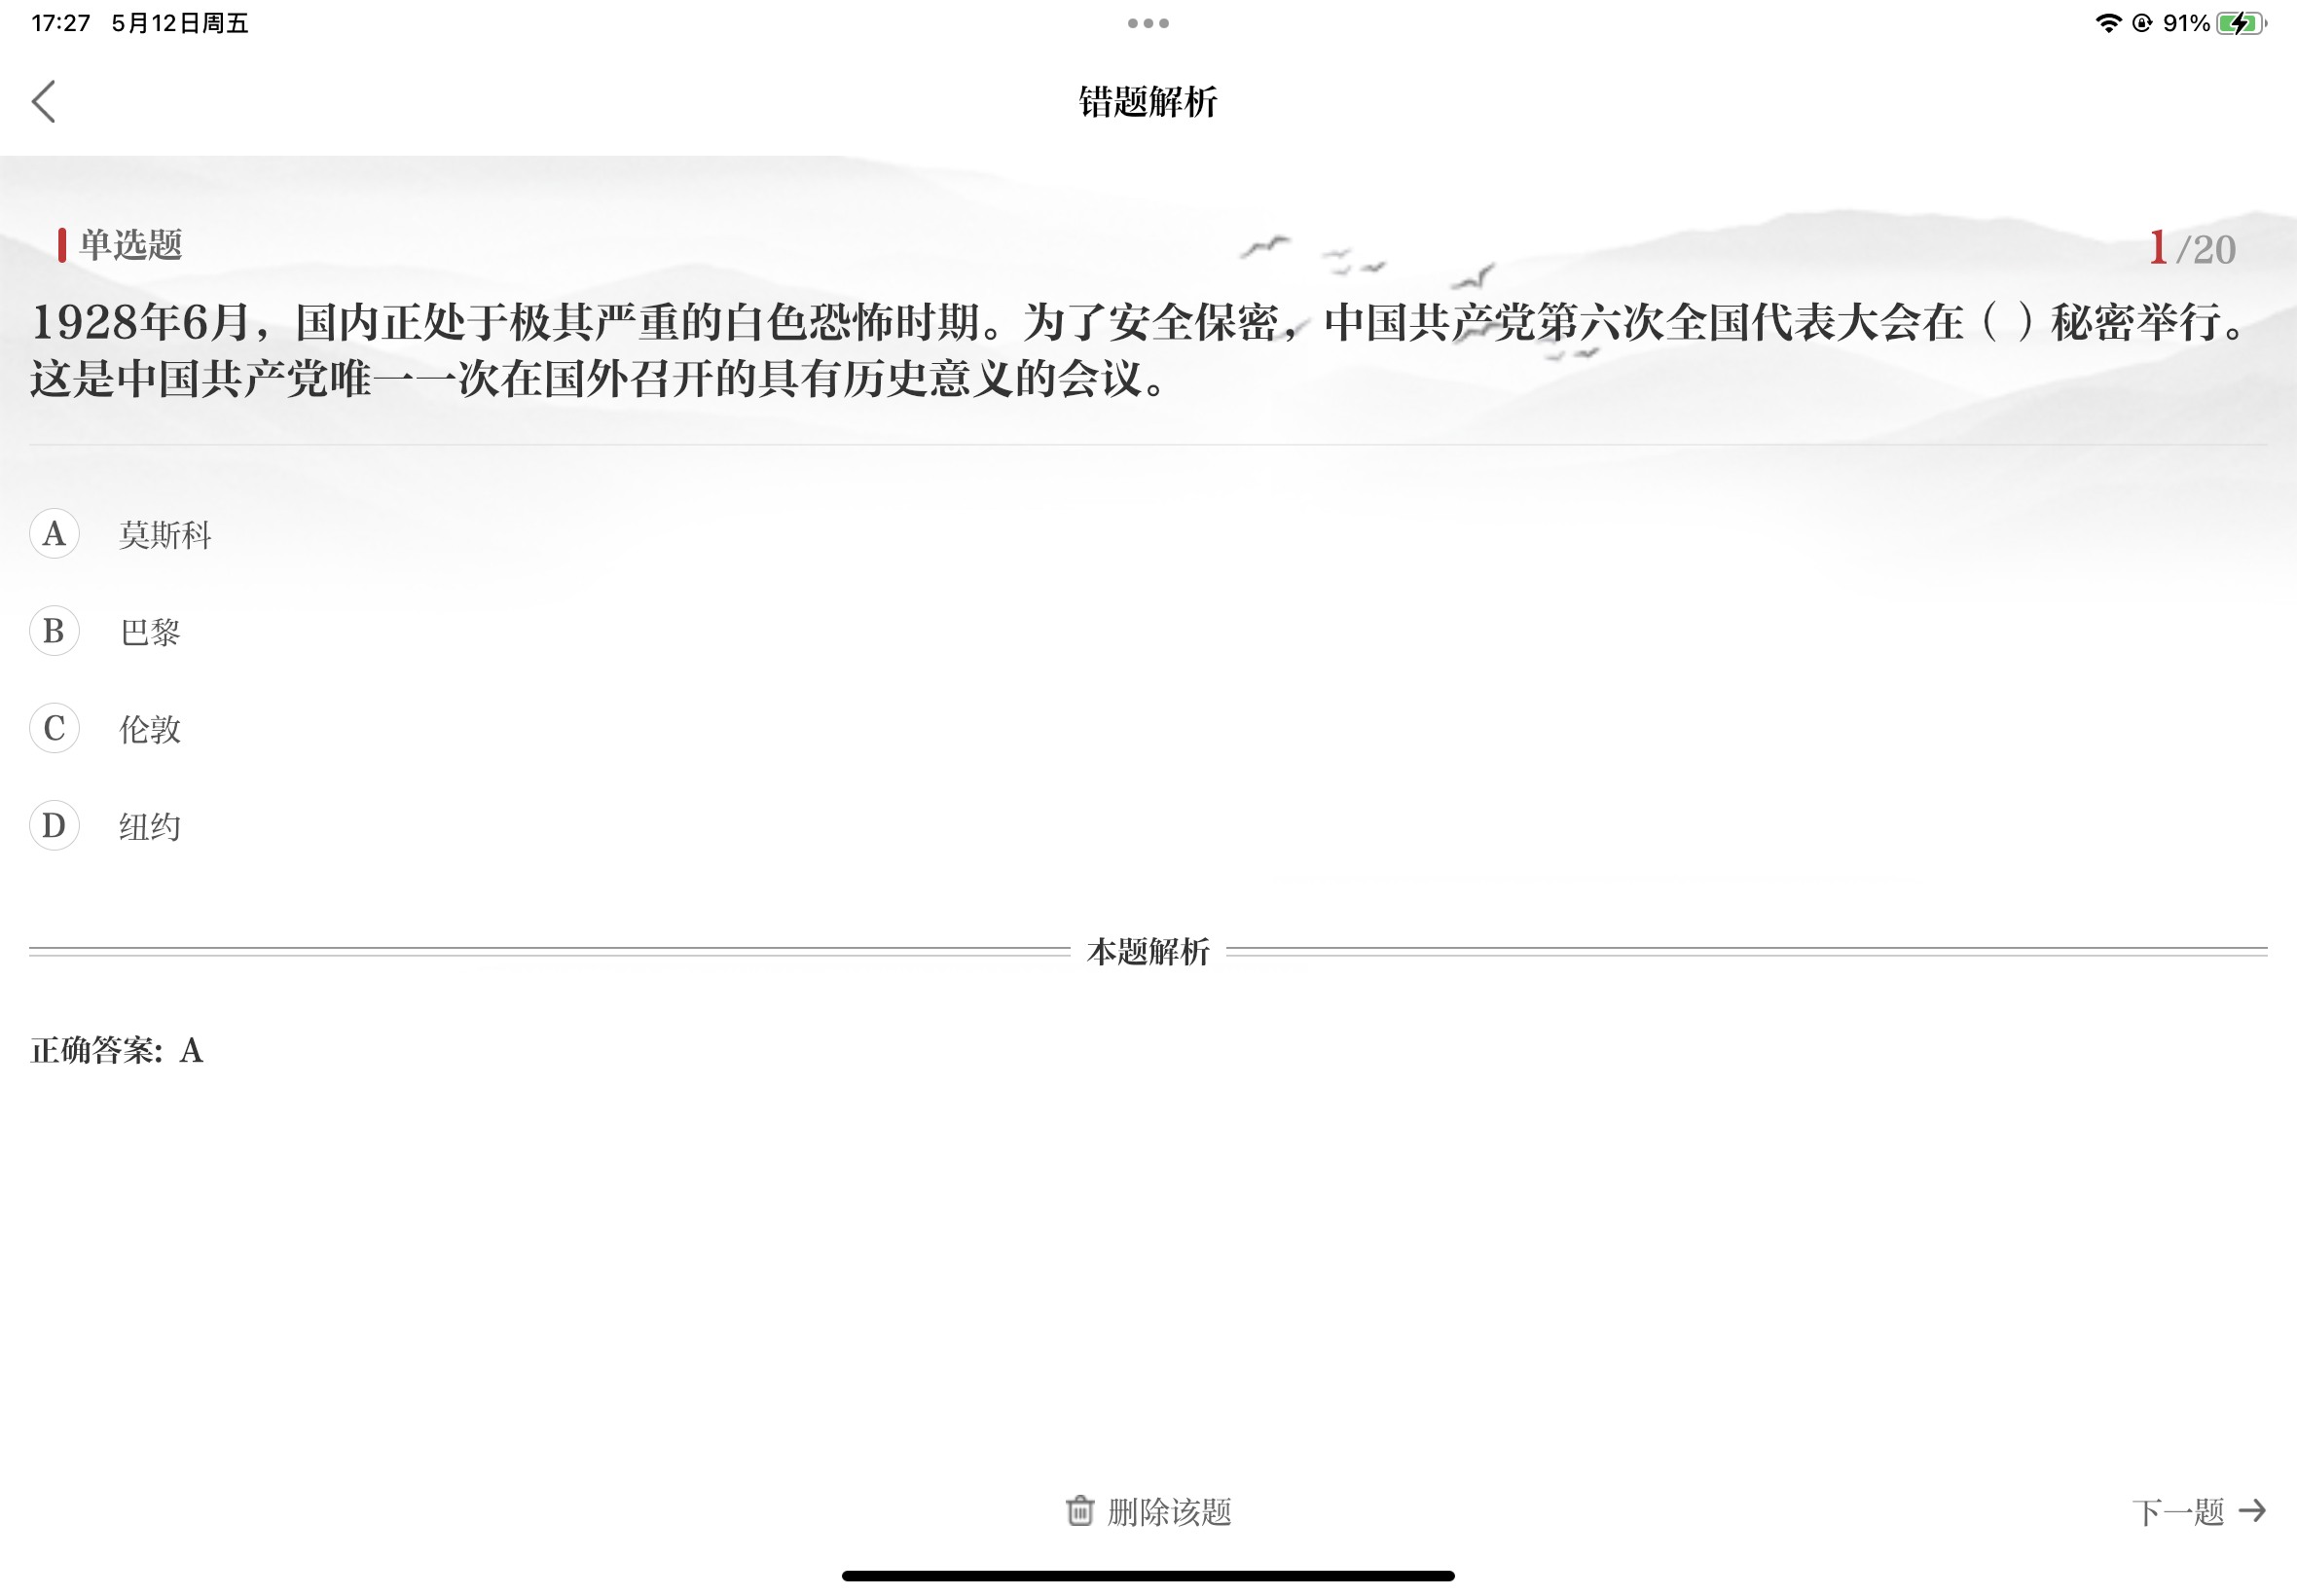 17:27 5月12日周五
91%
错题解析
单选题
1/20
1928年6月，国内正处于极其严重的白色恐怖时期。为了安全保密，中国共产党第六次全国代表大会在（ ）秘密举行。
这是中国共产党唯一一次在国外召开的具有历史意义的会议。
A 莫斯科
B 巴黎
C 伦敦
D 纽约
本题解析
正确答案: A
删除该题
下一题